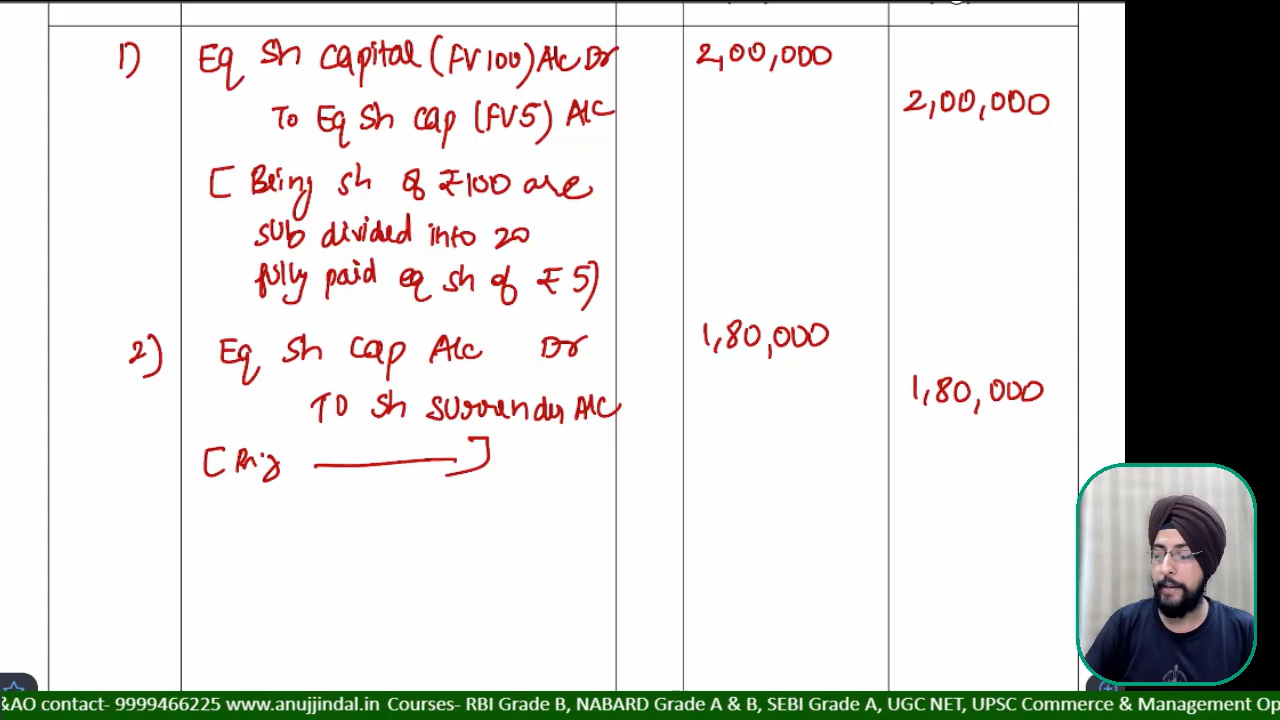 1) Eq Sh Capital (FV 100) A/c Dr 2,00,000
To Eq Sh Cap (FV 5) A/c 2,00,000
[Being sh of ₹100 are
sub divided into 20
fully paid eq sh of ₹ 5)
2) Eq Sh Cap A/c Dr 1,80,000
To Sh Surrender A/c 1,80,000
&AO contact- 9999466225 www.anujjindal.in Courses- RBI Grade B, NABARD Grade A & B, SEBI Grade A, UGC NET, UPSC Commerce & Management Op